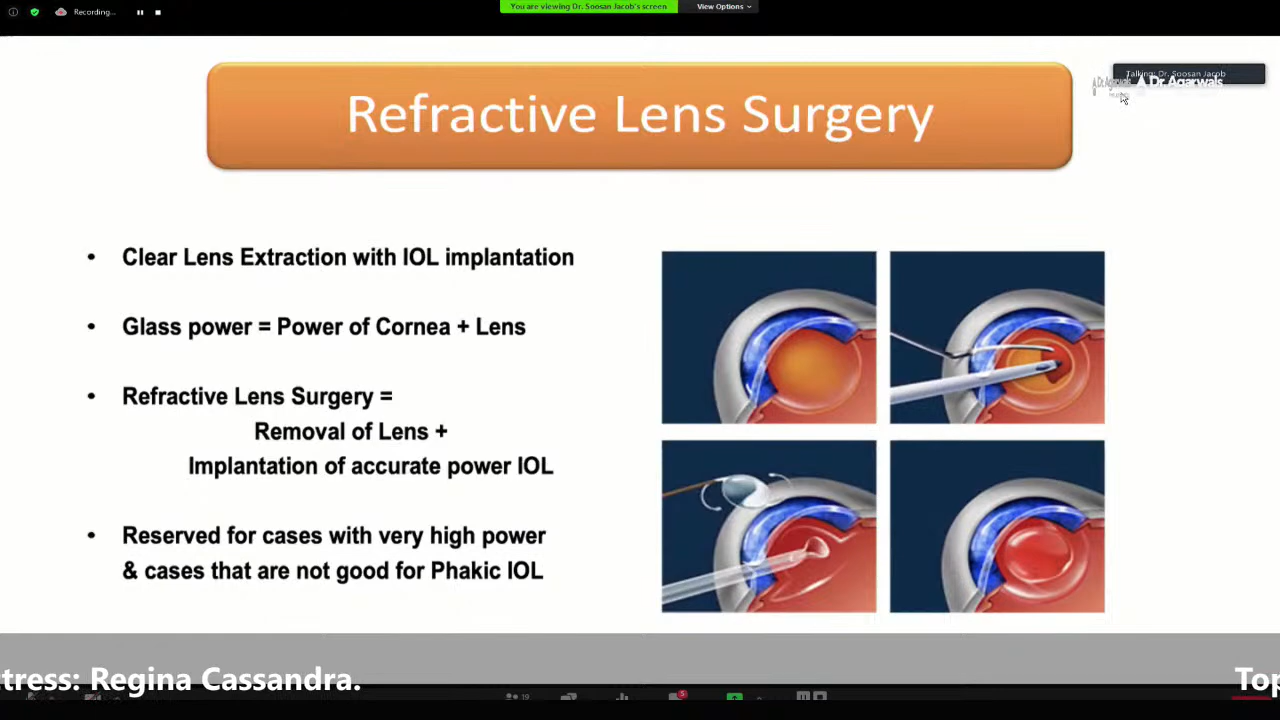 Recording...
You are viewing Dr. Soosan Jacob's screen
View Options
Refractive Lens Surgery
Talking: Dr. Soosan Jacob
Dr.Agarwals
• Clear Lens Extraction with IOL implantation
• Glass power = Power of Cornea + Lens
• Refractive Lens Surgery =
Removal of Lens +
Implantation of accurate power IOL
• Reserved for cases with very high power
& cases that are not good for Phakic IOL
tress: Regina Cassandra.
Top
19
5